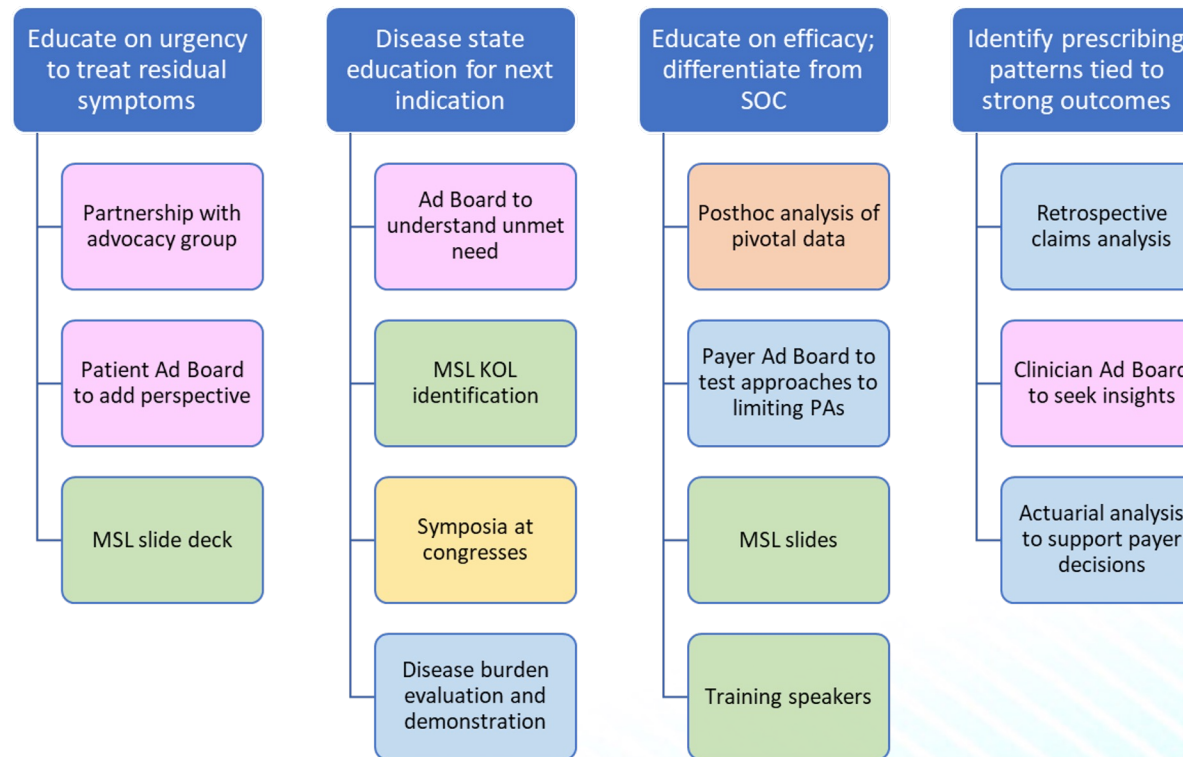 Educate on urgency
to treat residual
symptoms
Partnership with
advocacy group
Patient Ad Board
to add perspective
MSL slide deck
Disease state
education for next
indication
Ad Board to
understand unmet
need
MSL KOL
identification
Symposia at
congresses
Disease burden
evaluation and
demonstration
Educate on efficacy;
differentiate from
SOC
Posthoc analysis of
pivotal data
Payer Ad Board to
test approaches to
limiting PAs
MSL slides
Training speakers
Identify prescribing
patterns tied to
strong outcomes
Retrospective
claims analysis
Clinician Ad Board
to seek insights
Actuarial analysis
to support payer
decisions